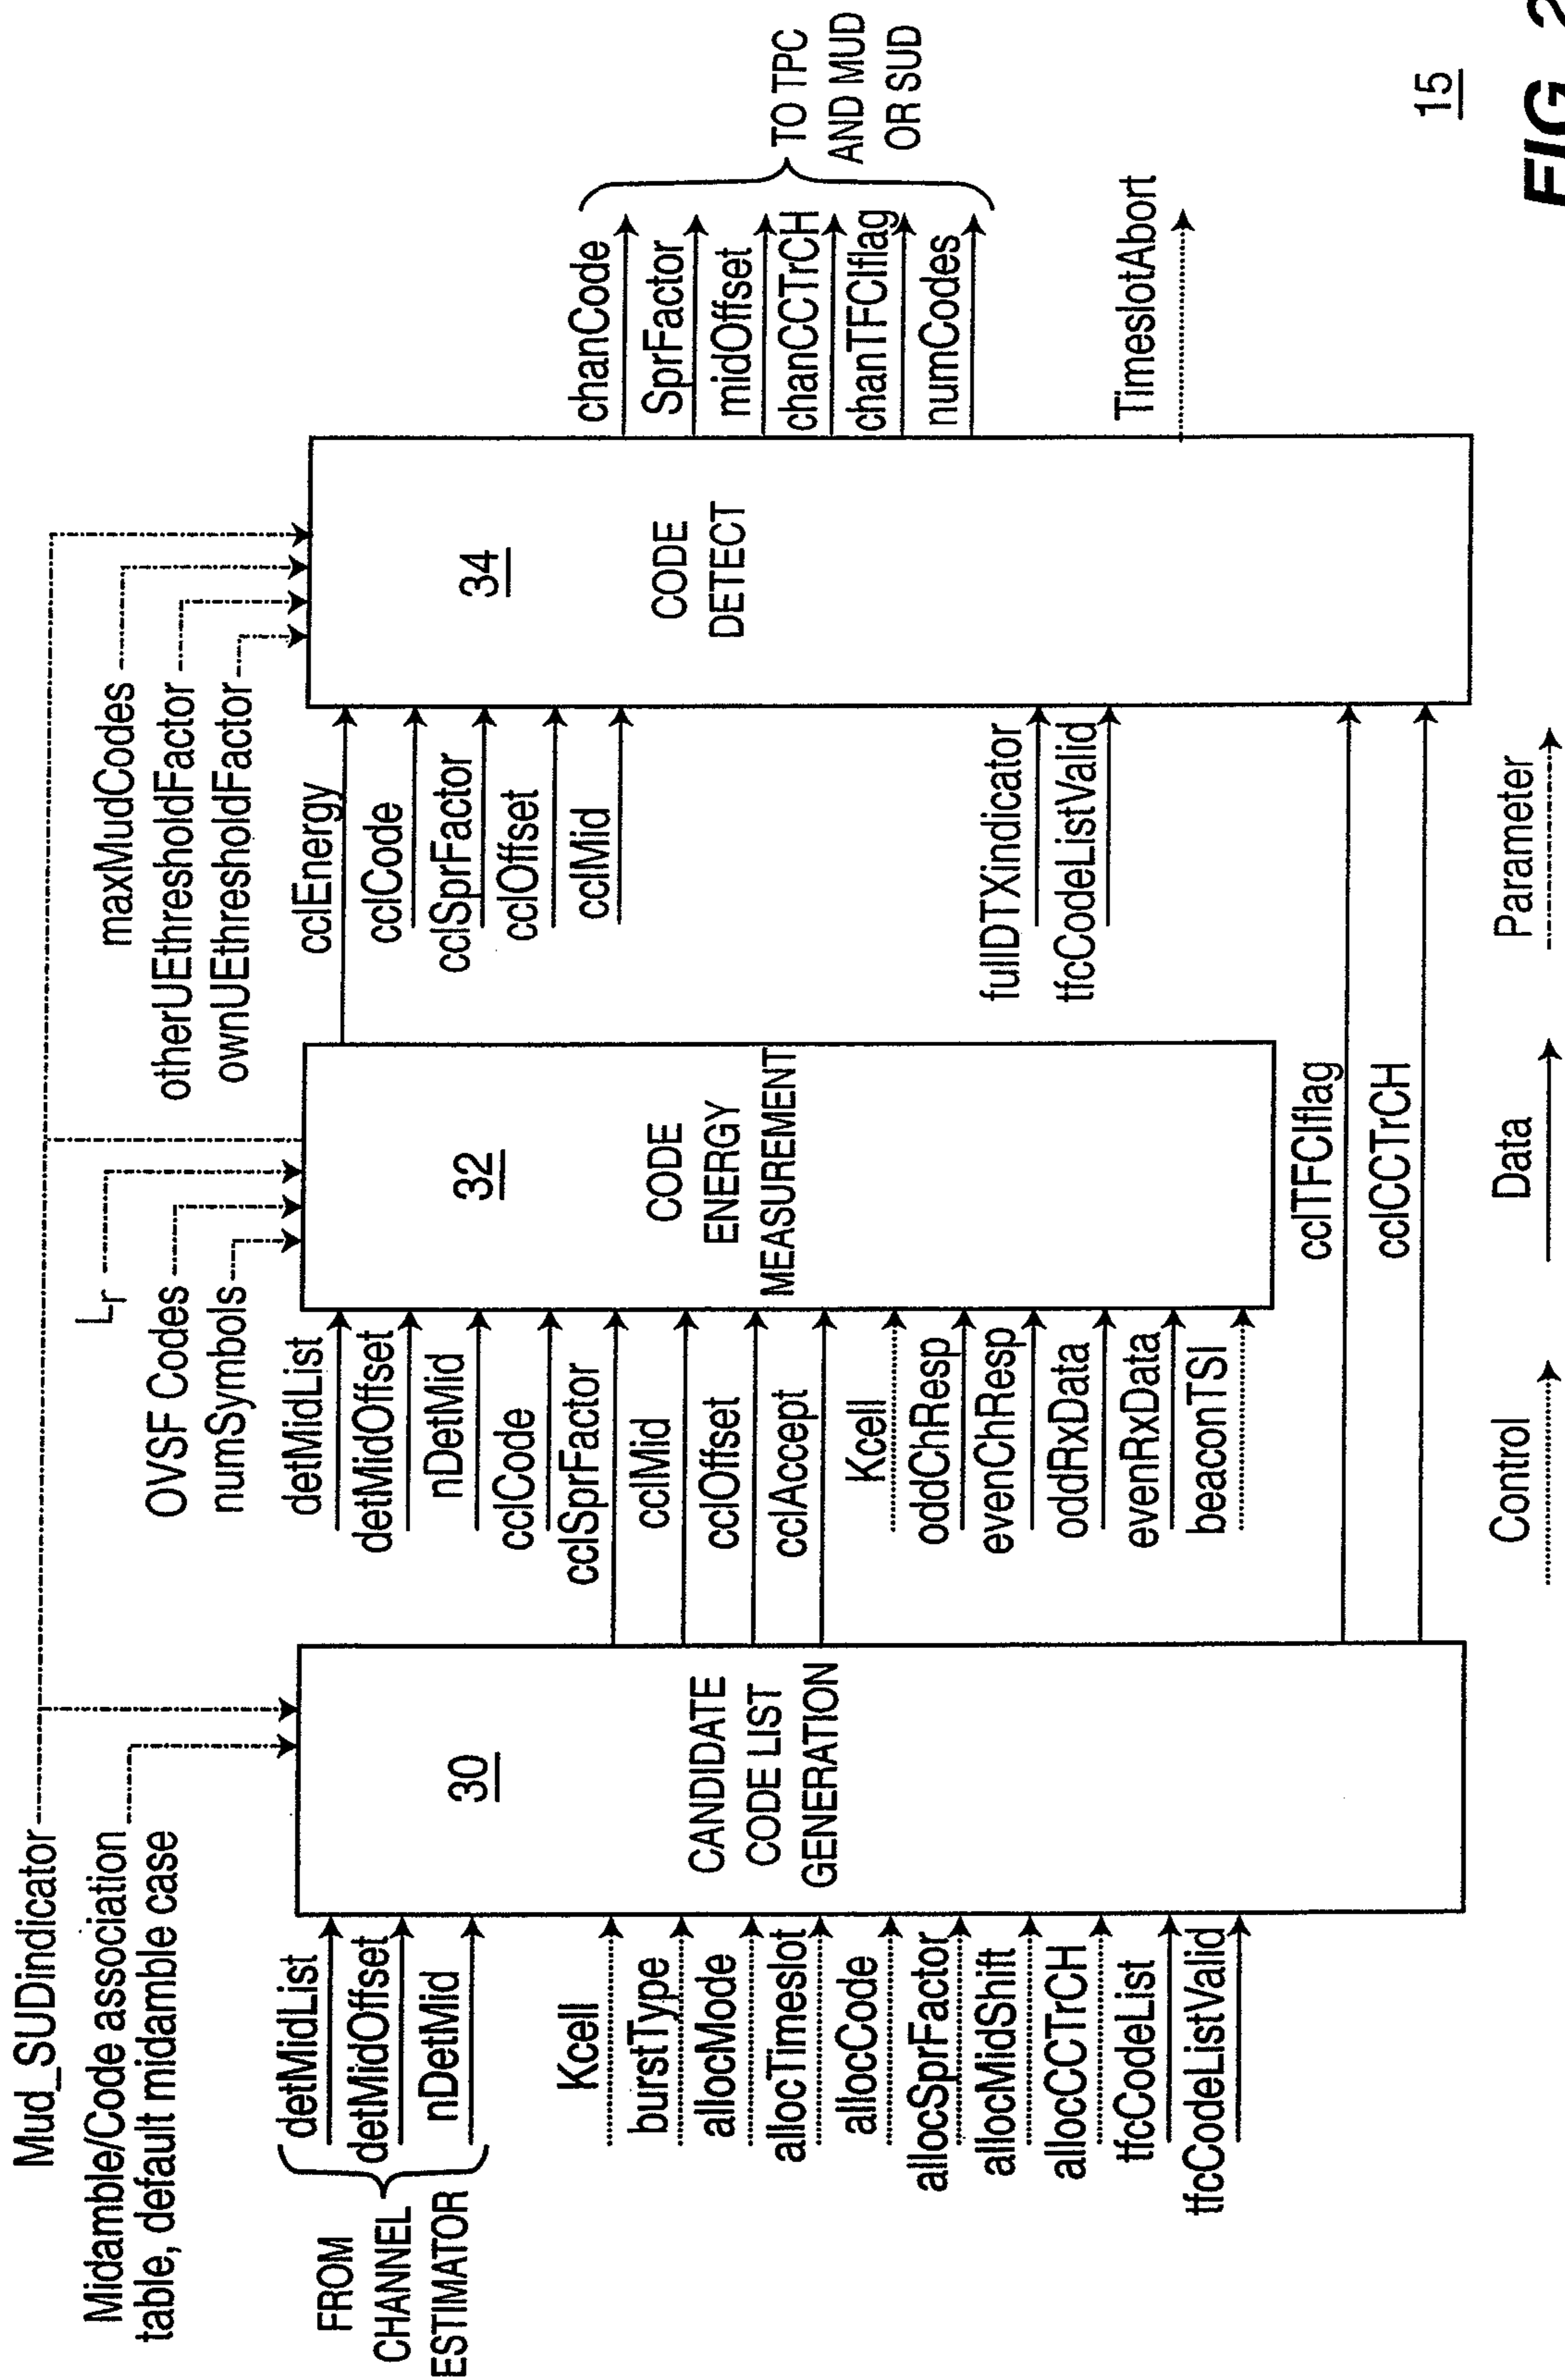 Mud_SUDindicator
Midamble/Code association
table, default midamble case
FROM
CHANNEL
ESTIMATOR
detMidList
detMidOffset
nDetMid
Kcell
burstType
allocMode
allocTimeslot
allocCode
allocSprFactor
allocMidShift
allocCCTrCH
tfcCodeList
tfcCodeListValid
30
CANDIDATE
CODE LIST
GENERATION
Lr
OVSF Codes
numSymbols
detMidList
detMidOffset
nDetMid
cclCode
cclSprFactor
cclMid
cclOffset
cclAccept
Kcell
oddChResp
evenChResp
oddRxData
evenRxData
beaconTSI
32
CODE
ENERGY
MEASUREMENT
cclTFCIflag
cclCCTrCH
maxMudCodes
otherUEthresholdFactor
ownUEthresholdFactor
cclEnergy
cclCode
cclSprFactor
cclOffset
cclMid
fullDTXindicator
tfcCodeListValid
34
CODE
DETECT
chanCode
SprFactor
midOffset
chanCCTrCH
chanTFCIflag
numCodes
TO TPC
AND MUD
OR SUD
TimeslotAbort
Control
Data
Parameter
15
FIG. 2